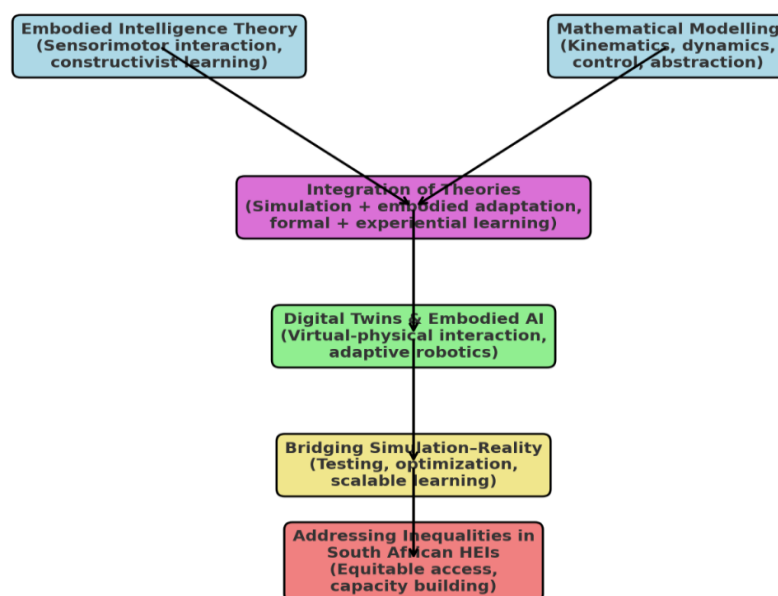 Embodied Intelligence Theory
(Sensorimotor interaction,
constructivist learning)
Mathematical Modelling
(Kinematics, dynamics,
control, abstraction)
Integration of Theories
(Simulation + embodied adaptation,
formal + experiential learning)
Digital Twins & Embodied AI
(Virtual-physical interaction,
adaptive robotics)
Bridging Simulation–Reality
(Testing, optimization,
scalable learning)
Addressing Inequalities in
South African HEIs
(Equitable access,
capacity building)